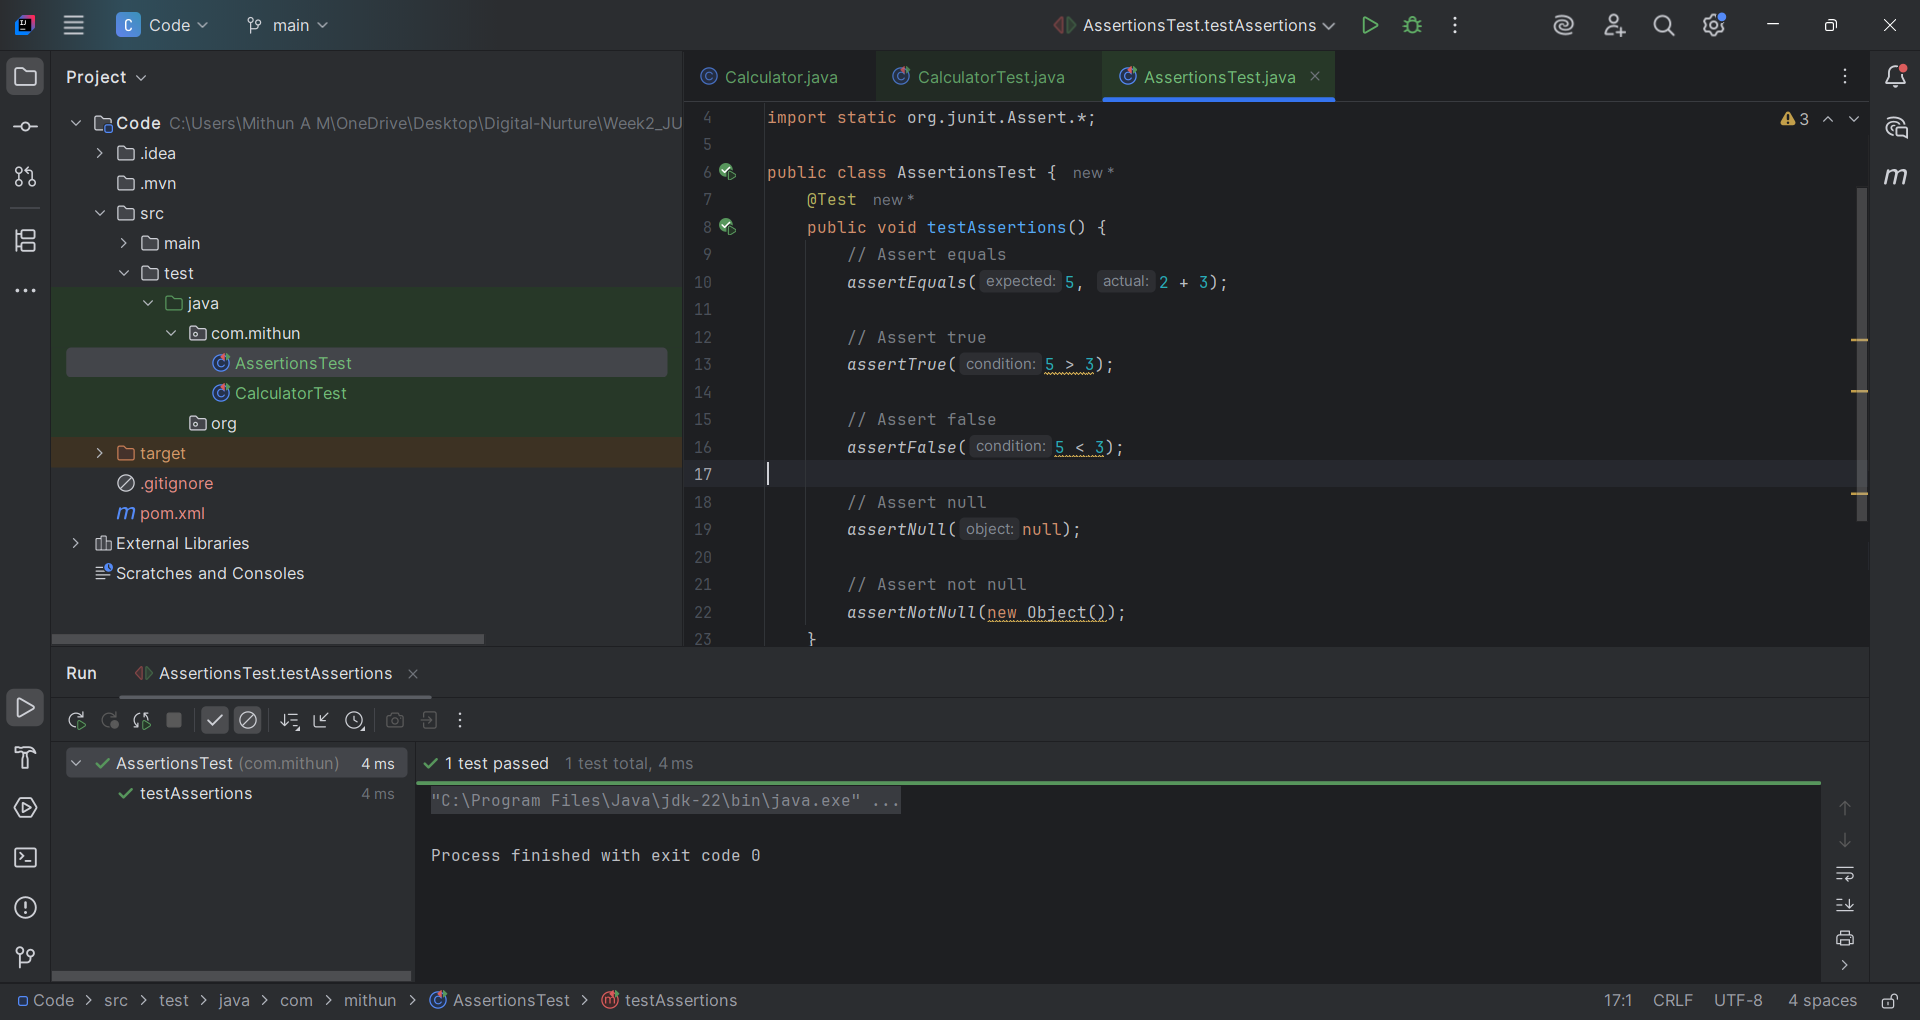 C Code main AssertionsTest.testAssertions
Project
Calculator.java CalculatorTest.java AssertionsTest.java
Code C:\Users\Mithun A M\OneDrive\Desktop\Digital-Nurture\Week2_JU
.idea
.mvn
src
main
test
java
com.mithun
AssertionsTest
CalculatorTest
org
target
.gitignore
m pom.xml
External Libraries
Scratches and Consoles
4 import static org.junit.Assert.*;
5
6 public class AssertionsTest { new *
7 @Test new *
8 public void testAssertions() {
9 // Assert equals
10 assertEquals( expected: 5, actual: 2 + 3);
11
12 // Assert true
13 assertTrue( condition: 5 > 3);
14
15 // Assert false
16 assertFalse( condition: 5 < 3);
17
18 // Assert null
19 assertNull( object: null);
20
21 // Assert not null
22 assertNotNull(new Object());
23 }
3
m
Run AssertionsTest.testAssertions
AssertionsTest (com.mithun) 4 ms
testAssertions 4 ms
1 test passed 1 test total, 4 ms
"C:\Program Files\Java\jdk-22\bin\java.exe" ...
Process finished with exit code 0
Code > src > test > java > com > mithun > AssertionsTest > testAssertions
17:1 CRLF UTF-8 4 spaces